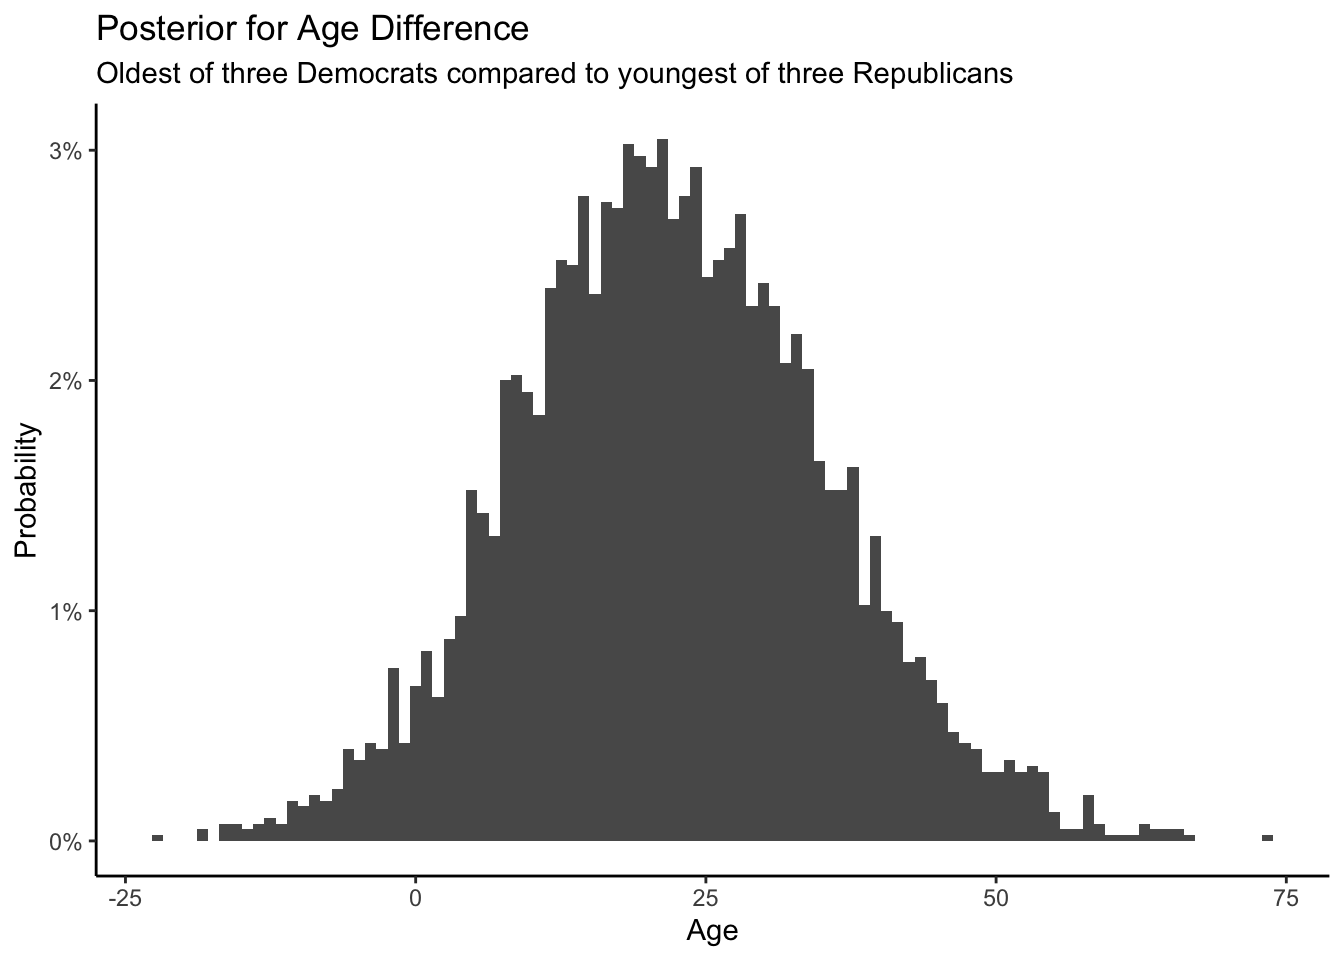 Posterior for Age Difference
Oldest of three Democrats compared to youngest of three Republicans
3%
2%
1%
0%
Probability
-25 0 25 50 75
Age